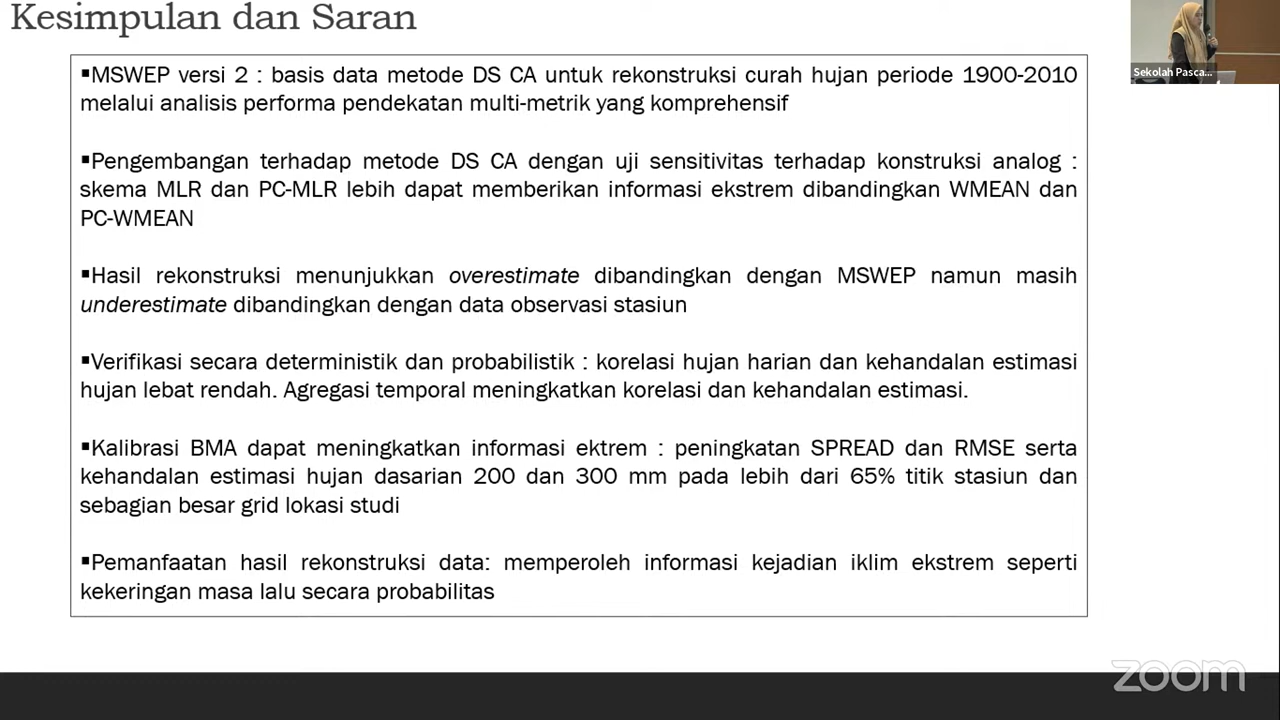 Kesimpulan dan Saran
Sekolah Pasca...
▪MSWEP versi 2 : basis data metode DS CA untuk rekonstruksi curah hujan periode 1900-2010
melalui analisis performa pendekatan multi-metrik yang komprehensif
▪Pengembangan terhadap metode DS CA dengan uji sensitivitas terhadap konstruksi analog :
skema MLR dan PC-MLR lebih dapat memberikan informasi ekstrem dibandingkan WMEAN dan
PC-WMEAN
▪Hasil rekonstruksi menunjukkan overestimate dibandingkan dengan MSWEP namun masih
underestimate dibandingkan dengan data observasi stasiun
▪Verifikasi secara deterministik dan probabilistik : korelasi hujan harian dan kehandalan estimasi
hujan lebat rendah. Agregasi temporal meningkatkan korelasi dan kehandalan estimasi.
▪Kalibrasi BMA dapat meningkatkan informasi ektrem : peningkatan SPREAD dan RMSE serta
kehandalan estimasi hujan dasarian 200 dan 300 mm pada lebih dari 65% titik stasiun dan
sebagian besar grid lokasi studi
▪Pemanfaatan hasil rekonstruksi data: memperoleh informasi kejadian iklim ekstrem seperti
kekeringan masa lalu secara probabilitas
zoom